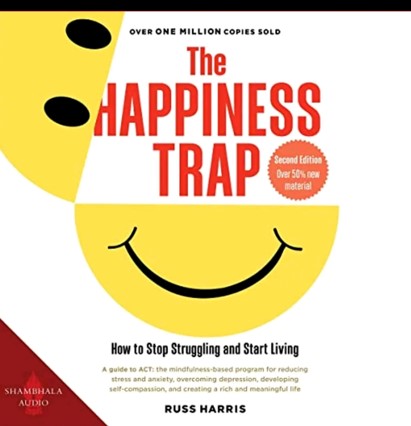 OVER ONE MILLION COPIES SOLD
The
HAPPINESS
TRAP
Second Edition
Over 50% new
material
How to Stop Struggling and Start Living
A guide to ACT: the mindfulness-based program for reducing
stress and anxiety, overcoming depression, developing
self-compassion, and creating a rich and meaningful life
SHAMBHALA
AUDIO
RUSS HARRIS